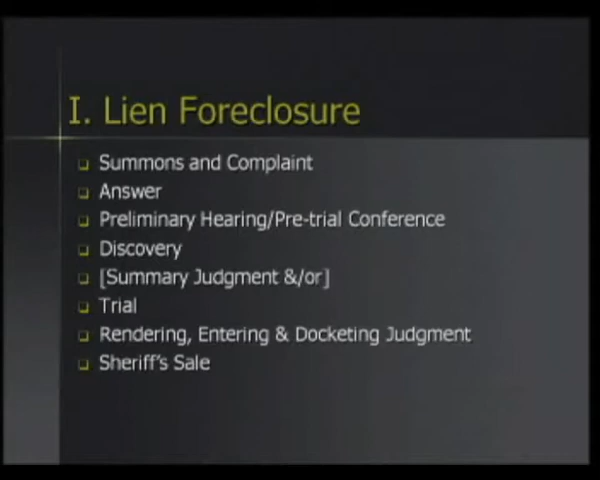 I. Lien Foreclosure
Summons and Complaint
Answer
Preliminary Hearing/Pre-trial Conference
Discovery
[Summary Judgment &/or]
Trial
Rendering, Entering & Docketing Judgment
Sheriff's Sale